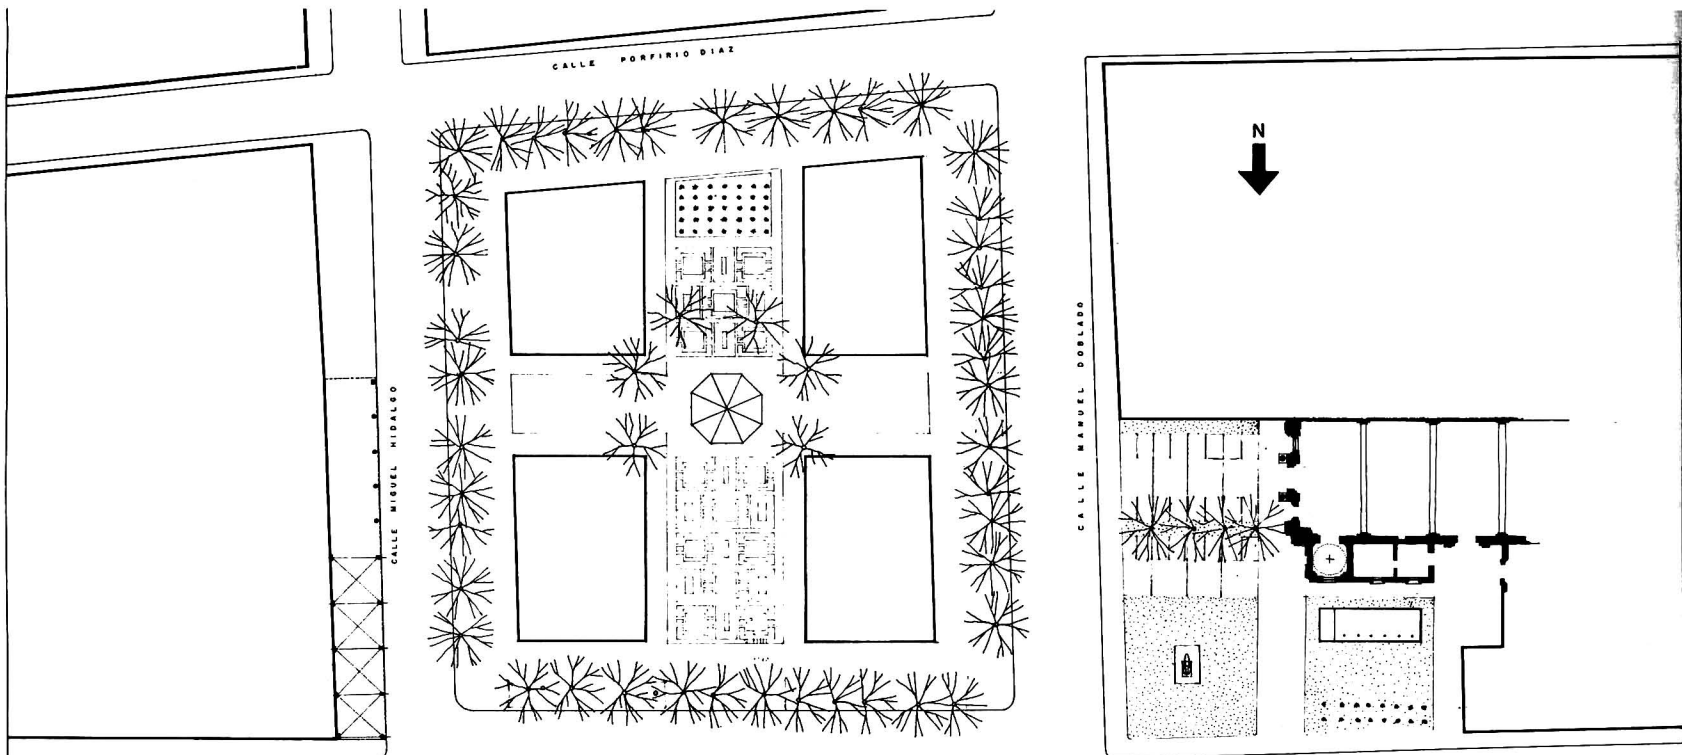 CALLE PORFIRIO DIAZ
N
CALLE MANUEL DOBLADO
CALLE MIGUEL HIDALGO